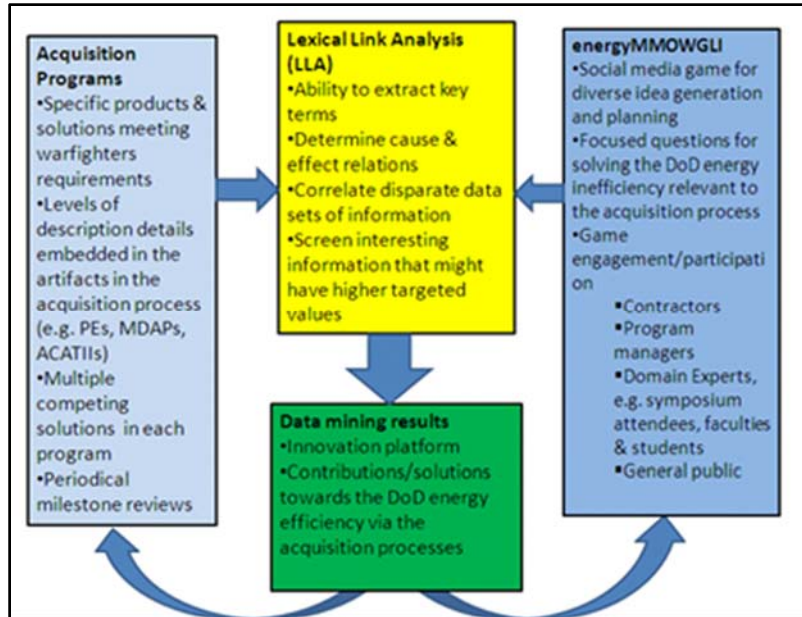 Acquisition
Programs
•Specific products &
solutions meeting
warfighters
requirements
•Levels of
description details
embedded in the
artifacts in the
acquisition process
(e.g. PEs, MDAPs,
ACATIIs)
•Multiple
competing
solutions in each
program
•Periodical
milestone reviews
Lexical Link Analysis
(LLA)
•Ability to extract key
terms
•Determine cause &
effect relations
•Correlate disparate data
sets of information
•Screen interesting
information that might
have higher targeted
values
Data mining results
•Innovation platform
•Contributions/solutions
towards the DoD energy
efficiency via the
acquisition processes
energyMMOWGLI
•Social media game for
diverse idea generation
and planning
•Focused questions for
solving the DoD energy
inefficiency relevant to
the acquisition process
•Game
engagement/participati
on
▪Contractors
▪Program
managers
▪Domain Experts,
e.g. symposium
attendees, faculties
& students
▪General public